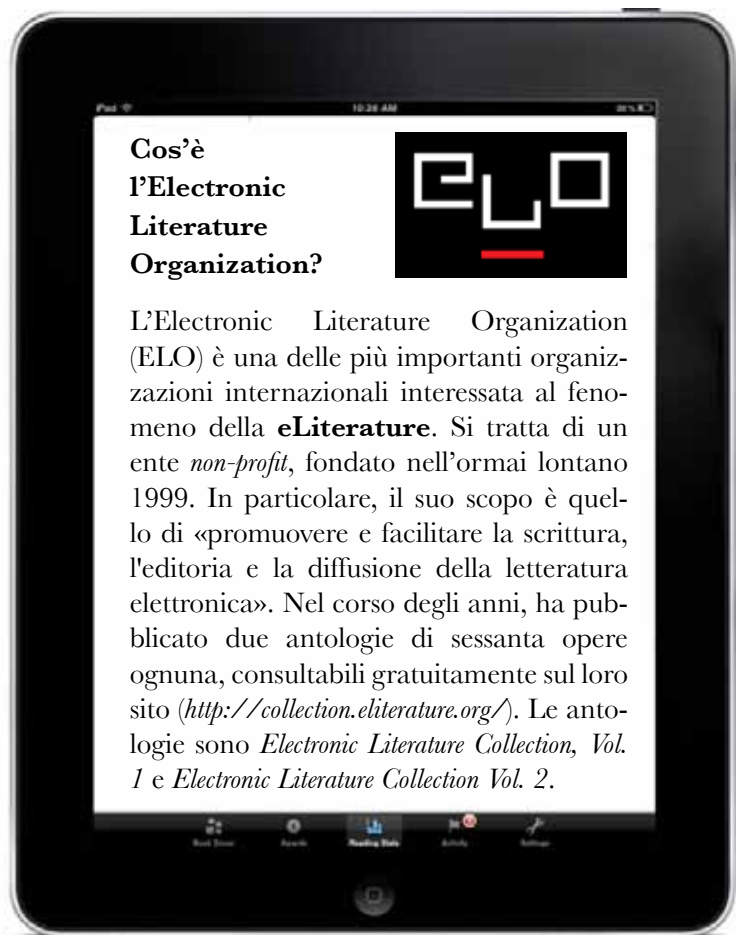 iPad
10:26 AM
Cos'è
l'Electronic
Literature
Organization?
eLO
L'Electronic Literature Organization
(ELO) è una delle più importanti organiz-
zazioni internazionali interessata al feno-
meno della eLiterature. Si tratta di un
ente non-profit, fondato nell'ormai lontano
1999. In particolare, il suo scopo è quel-
lo di «promuovere e facilitare la scrittura,
l'editoria e la diffusione della letteratura
elettronica». Nel corso degli anni, ha pub-
blicato due antologie di sessanta opere
ognuna, consultabili gratuitamente sul loro
sito (http://collection.eliterature.org/). Le anto-
logie sono Electronic Literature Collection, Vol.
1 e Electronic Literature Collection Vol. 2.
Awards
Reading Stats
Activity
Settings